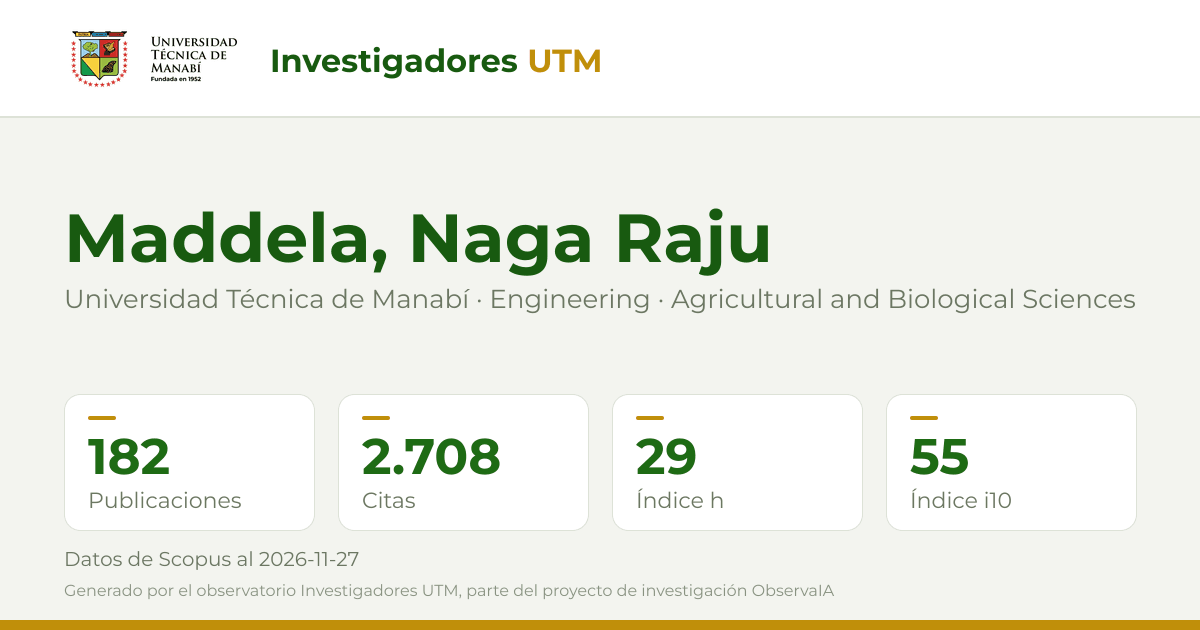 UNIVERSIDAD
TÉCNICA DE
MANABÍ
Fundada en 1952
Investigadores UTM
Maddela, Naga Raju
Universidad Técnica de Manabí · Engineering · Agricultural and Biological Sciences
182
Publicaciones
2.708
Citas
29
Índice h
55
Índice i10
Datos de Scopus al 2026-11-27
Generado por el observatorio Investigadores UTM, parte del proyecto de investigación ObservaIA